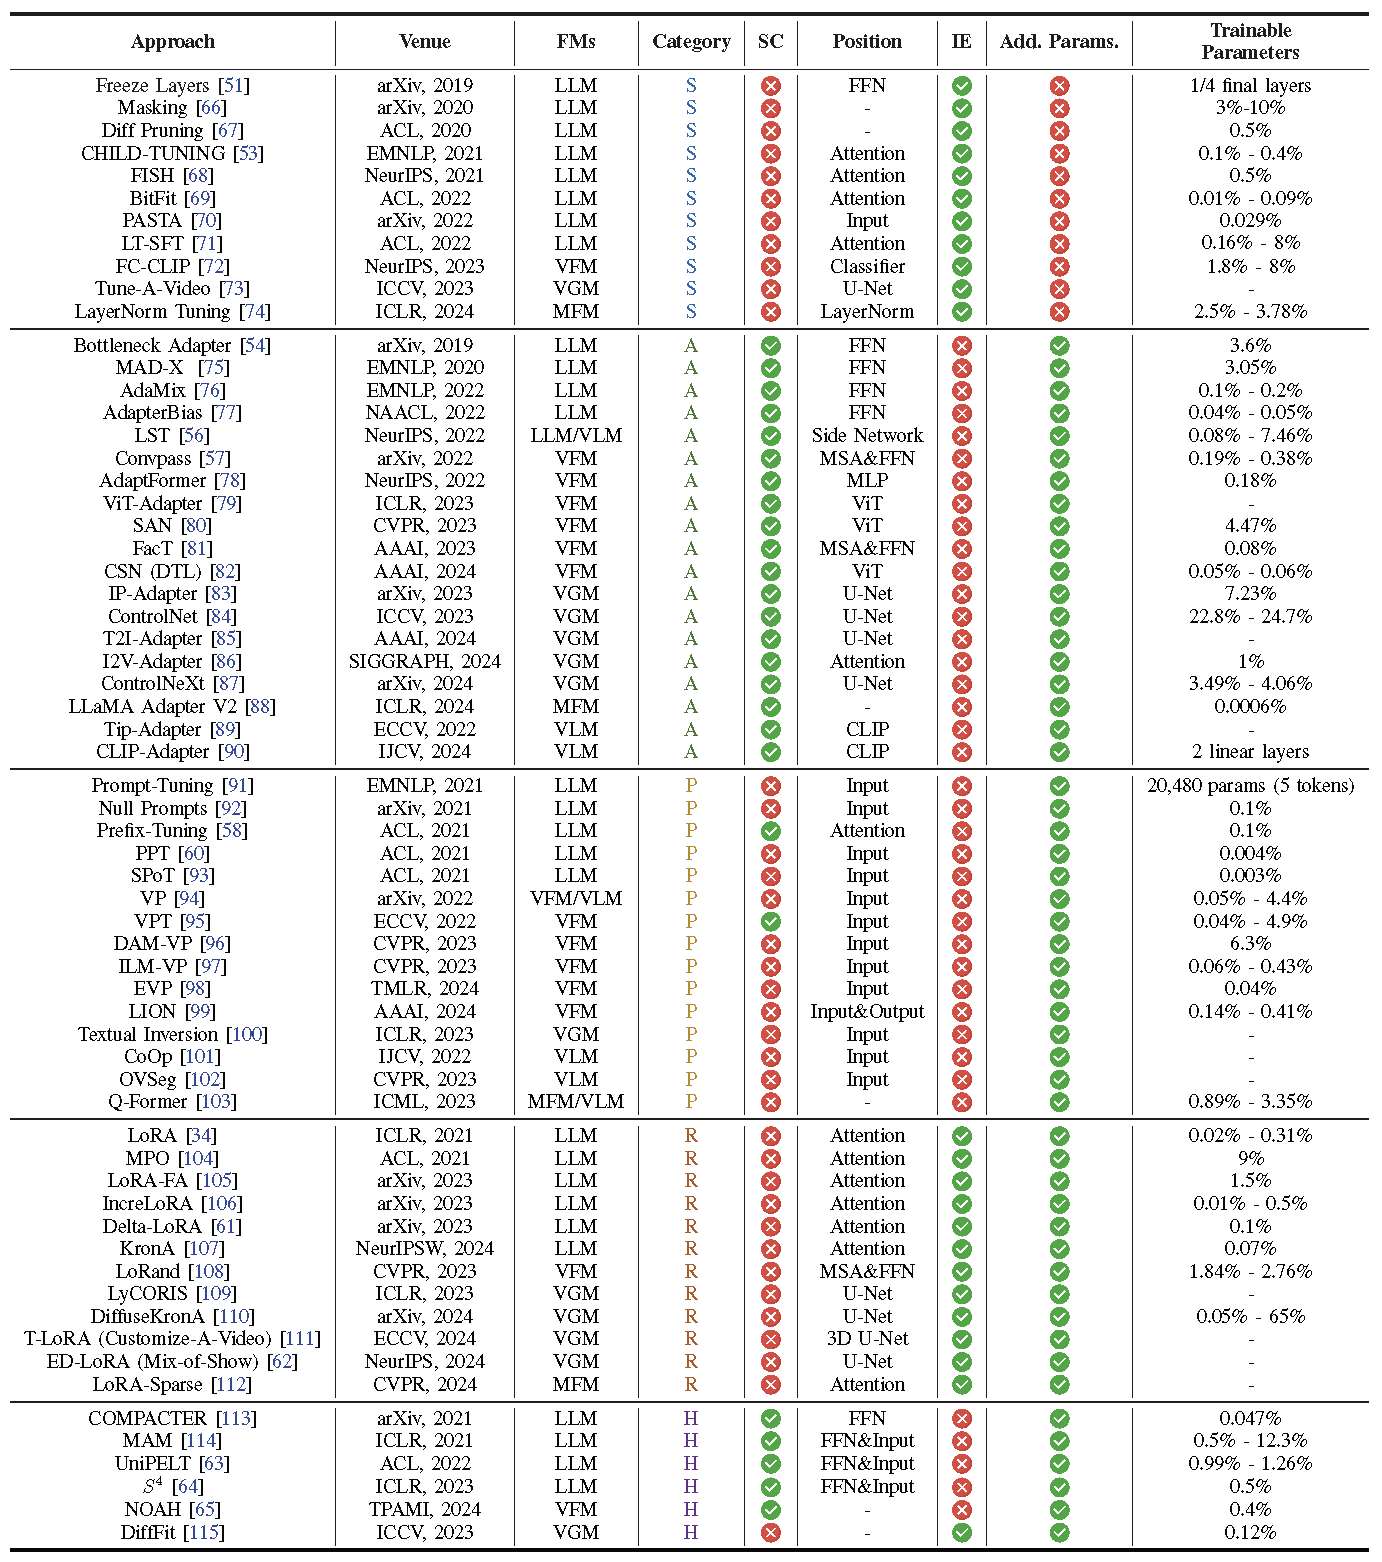 Approach Venue FMs Category SC Position IE Add. Params. Trainable Parameters
Freeze Layers [51] arXiv, 2019 LLM S FFN 1/4 final layers
Masking [66] arXiv, 2020 LLM S - 3%-10%
Diff Pruning [67] ACL, 2020 LLM S - 0.5%
CHILD-TUNING [53] EMNLP, 2021 LLM S Attention 0.1% - 0.4%
FISH [68] NeurIPS, 2021 LLM S Attention 0.5%
BitFit [69] ACL, 2022 LLM S Attention 0.01% - 0.09%
PASTA [70] arXiv, 2022 LLM S Input 0.029%
LT-SFT [71] ACL, 2022 LLM S Attention 0.16% - 8%
FC-CLIP [72] NeurIPS, 2023 VFM S Classifier 1.8% - 8%
Tune-A-Video [73] ICCV, 2023 VGM S U-Net -
LayerNorm Tuning [74] ICLR, 2024 MFM S LayerNorm 2.5% - 3.78%
Bottleneck Adapter [54] arXiv, 2019 LLM A FFN 3.6%
MAD-X [75] EMNLP, 2020 LLM A FFN 3.05%
AdaMix [76] EMNLP, 2022 LLM A FFN 0.1% - 0.2%
AdapterBias [77] NAACL, 2022 LLM A FFN 0.04% - 0.05%
LST [56] NeurIPS, 2022 LLM/VLM A Side Network 0.08% - 7.46%
Convpass [57] arXiv, 2022 VFM A MSA&FFN 0.19% - 0.38%
AdaptFormer [78] NeurIPS, 2022 VFM A MLP 0.18%
ViT-Adapter [79] ICLR, 2023 VFM A ViT -
SAN [80] CVPR, 2023 VFM A ViT 4.47%
FacT [81] AAAI, 2023 VFM A MSA&FFN 0.08%
CSN (DTL) [82] AAAI, 2024 VFM A ViT 0.05% - 0.06%
IP-Adapter [83] arXiv, 2023 VGM A U-Net 7.23%
ControlNet [84] ICCV, 2023 VGM A U-Net 22.8% - 24.7%
T2I-Adapter [85] AAAI, 2024 VGM A U-Net -
I2V-Adapter [86] SIGGRAPH, 2024 VGM A Attention 1%
ControlNeXt [87] arXiv, 2024 VGM A U-Net 3.49% - 4.06%
LLaMA Adapter V2 [88] ICLR, 2024 MFM A - 0.0006%
Tip-Adapter [89] ECCV, 2022 VLM A CLIP -
CLIP-Adapter [90] IJCV, 2024 VLM A CLIP 2 linear layers
Prompt-Tuning [91] EMNLP, 2021 LLM P Input 20,480 params (5 tokens)
Null Prompts [92] arXiv, 2021 LLM P Input 0.1%
Prefix-Tuning [58] ACL, 2021 LLM P Attention 0.1%
PPT [60] ACL, 2021 LLM P Input 0.004%
SPoT [93] ACL, 2021 LLM P Input 0.003%
VP [94] arXiv, 2022 VFM/VLM P Input 0.05% - 4.4%
VPT [95] ECCV, 2022 VFM P Input 0.04% - 4.9%
DAM-VP [96] CVPR, 2023 VFM P Input 6.3%
ILM-VP [97] CVPR, 2023 VFM P Input 0.06% - 0.43%
EVP [98] TMLR, 2024 VFM P Input 0.04%
LION [99] AAAI, 2024 VFM P Input&Output 0.14% - 0.41%
Textual Inversion [100] ICLR, 2023 VGM P Input -
CoOp [101] IJCV, 2022 VLM P Input -
OVSeg [102] CVPR, 2023 VLM P Input -
Q-Former [103] ICML, 2023 MFM/VLM P - 0.89% - 3.35%
LoRA [34] ICLR, 2021 LLM R Attention 0.02% - 0.31%
MPO [104] ACL, 2021 LLM R Attention 9%
LoRA-FA [105] arXiv, 2023 LLM R Attention 1.5%
IncreLoRA [106] arXiv, 2023 LLM R Attention 0.01% - 0.5%
Delta-LoRA [61] arXiv, 2023 LLM R Attention 0.1%
KronA [107] NeurIPSW, 2024 LLM R Attention 0.07%
LoRand [108] CVPR, 2023 VFM R MSA&FFN 1.84% - 2.76%
LyCORIS [109] ICLR, 2023 VGM R U-Net -
DiffuseKronA [110] arXiv, 2024 VGM R U-Net 0.05% - 65%
T-LoRA (Customize-A-Video) [111] ECCV, 2024 VGM R 3D U-Net -
ED-LoRA (Mix-of-Show) [62] NeurIPS, 2024 VGM R U-Net -
LoRA-Sparse [112] CVPR, 2024 MFM R Attention -
COMPACTER [113] arXiv, 2021 LLM H FFN 0.047%
MAM [114] ICLR, 2021 LLM H FFN&Input 0.5% - 12.3%
UniPELT [63] ACL, 2022 LLM H FFN&Input 0.99% - 1.26%
S⁴ [64] ICLR, 2023 LLM H FFN&Input 0.5%
NOAH [65] TPAMI, 2024 VFM H - 0.4%
DiffFit [115] ICCV, 2023 VGM H - 0.12%